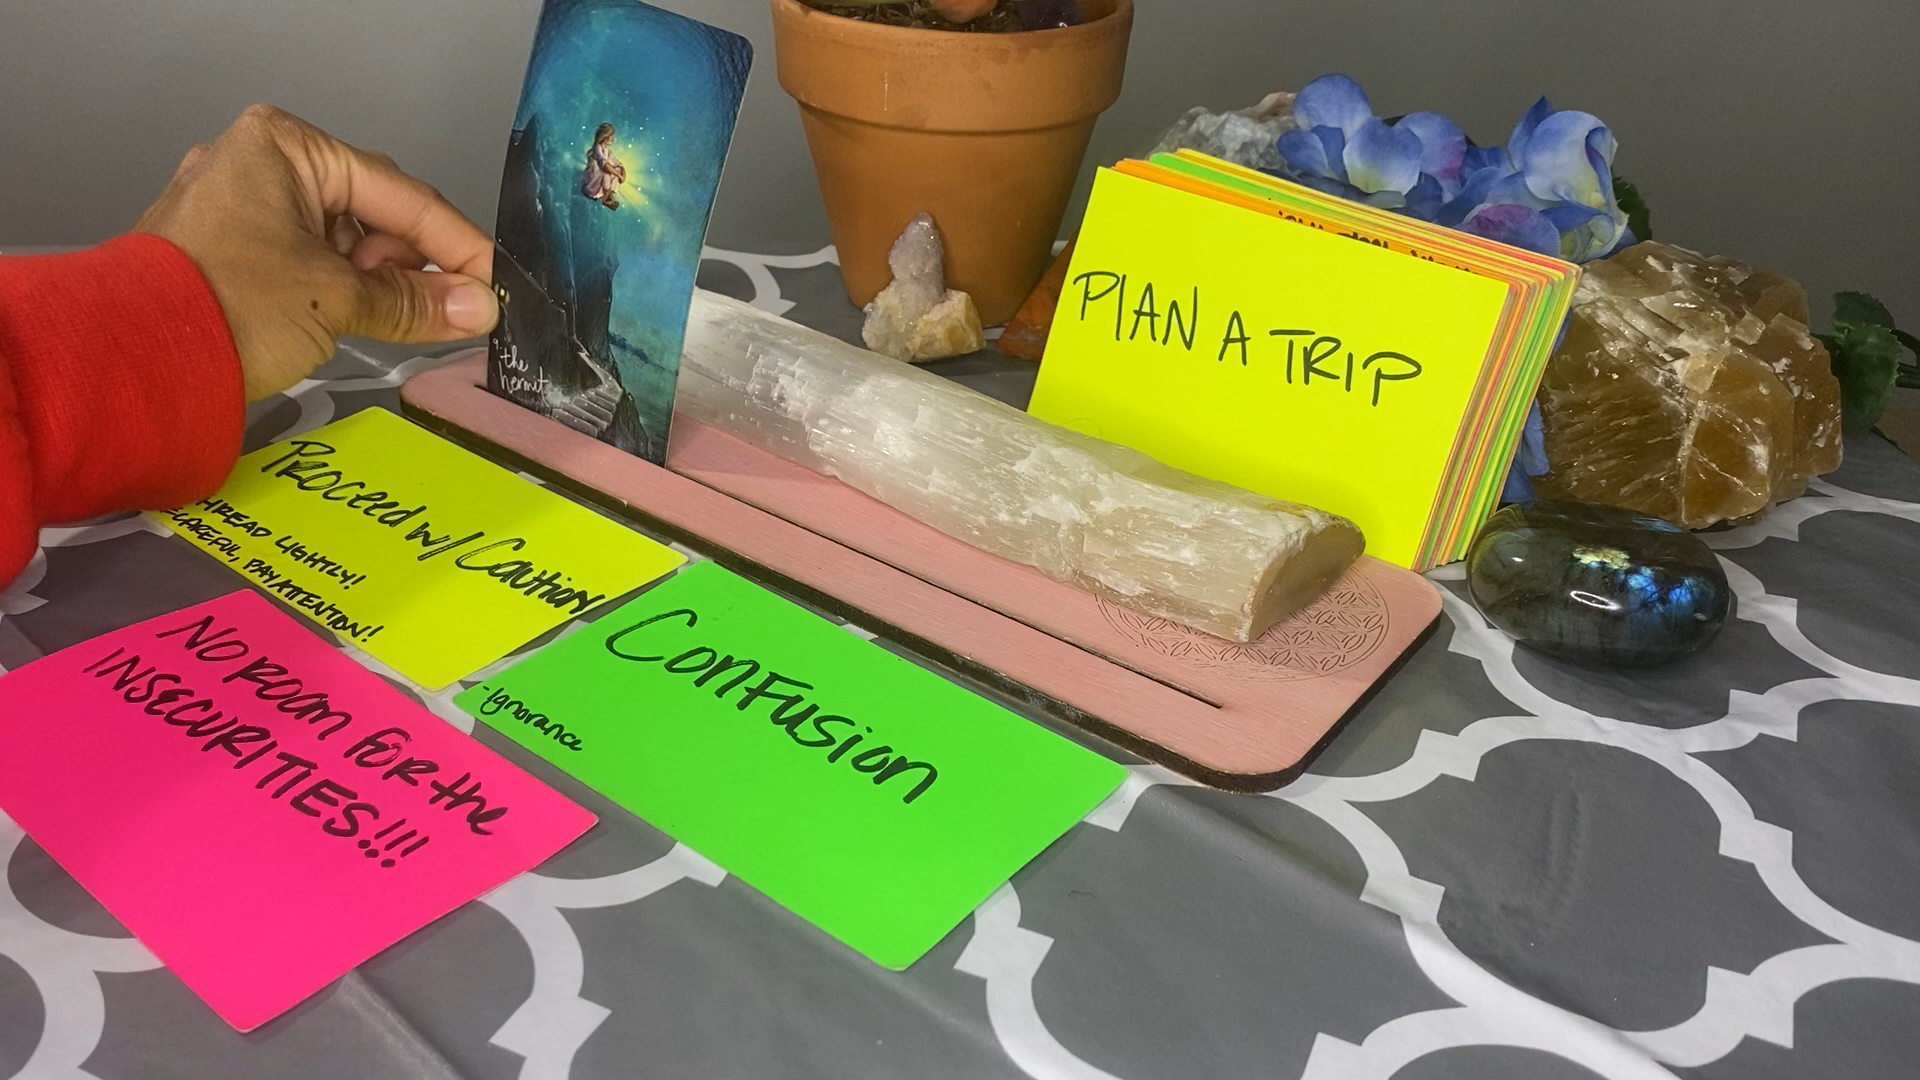 9. the
hermit
PLAN A TRIP
PROCEED w/ CAUTION
THREAD LIGHTLY!
BE CAREFUL, PAY ATTENTION!
NO ROOM FOR the
INSECURITIES!!!
CONFUSION
-Ignorance